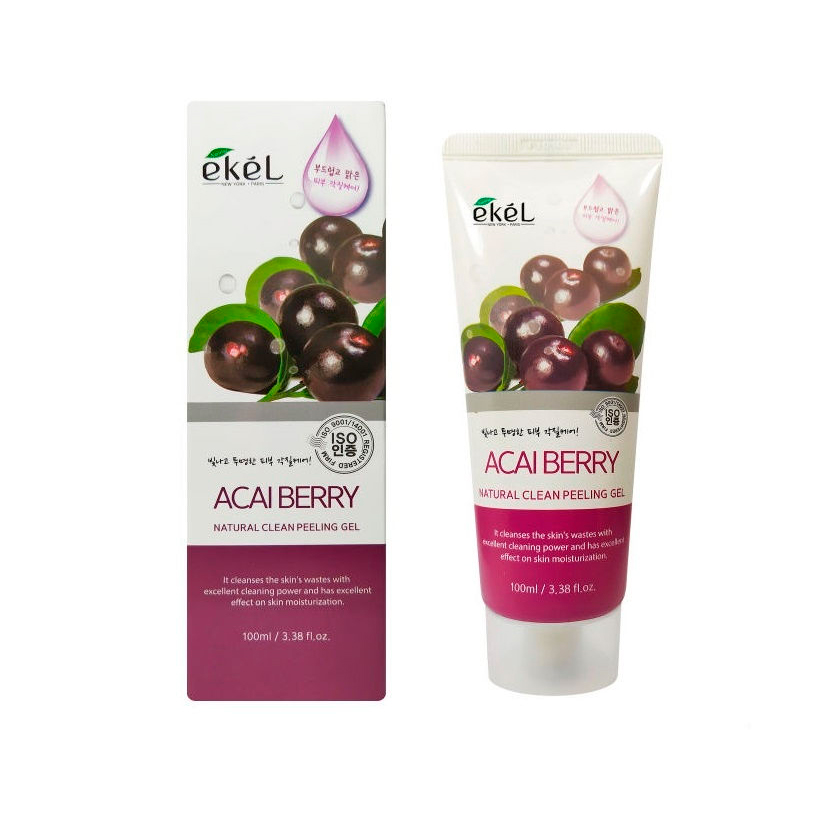 ekéL
NEW YORK • PARIS
부드럽고 맑은
피부 각질케어!
ISO 9001/14001 REGISTERED FIRM
ISO
인증
빛나고 투명한 피부 각질케어!
ACAI BERRY
NATURAL CLEAN PEELING GEL
It cleanses the skin's wastes with
excellent cleaning power and has excellent
effect on skin moisturization.
100ml / 3.38 fl.oz.
ekéL
NEW YORK • PARIS
부드럽고 맑은
피부 각질케어!
ISO
인증
빛나고 투명한 피부 각질케어!
ACAI BERRY
NATURAL CLEAN PEELING GEL
It cleanses the skin's wastes with
excellent cleaning power and has excellent
effect on skin moisturization.
100ml / 3.38 fl.oz.